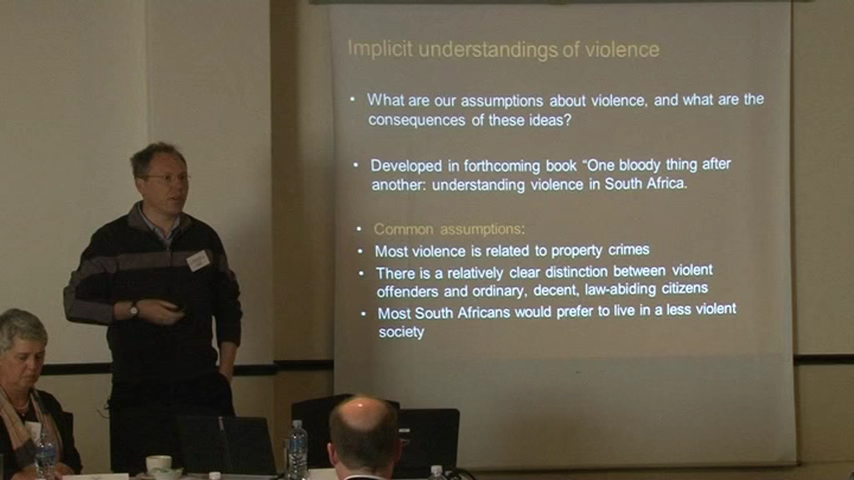 Implicit understandings of violence
• What are our assumptions about violence, and what are the
consequences of these ideas?
• Developed in forthcoming book “One bloody thing after
another: understanding violence in South Africa.
• Common assumptions:
• Most violence is related to property crimes
• There is a relatively clear distinction between violent
offenders and ordinary, decent, law-abiding citizens
• Most South Africans would prefer to live in a less violent
society